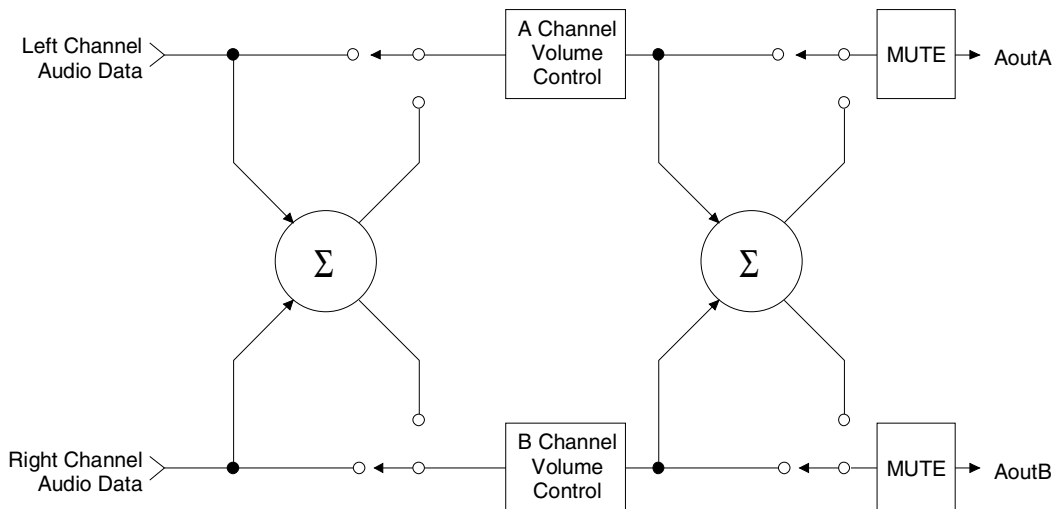 Left Channel
Audio Data
A Channel
Volume
Control
MUTE
AoutA
Σ
Σ
Right Channel
Audio Data
B Channel
Volume
Control
MUTE
AoutB